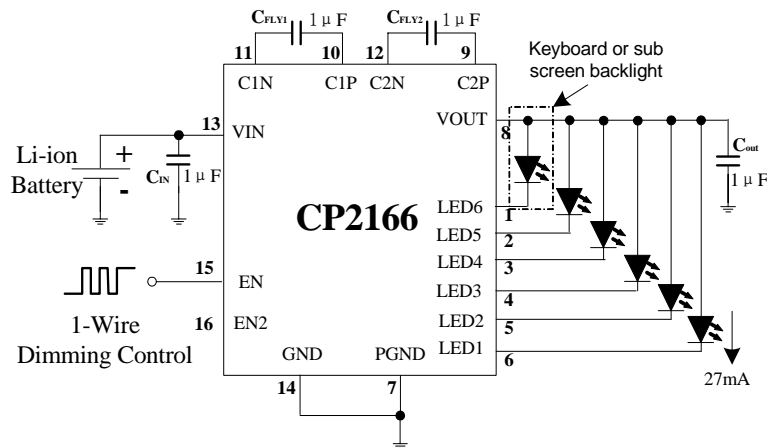 CFLY1 1μF
CFLY2 1μF
11
10
12
9
Keyboard or sub
screen backlight
C1N
C1P
C2N
C2P
13
VIN
VOUT
8
Li-ion
Battery
+
-
CIN
1μF
Cout
1μF
CP2166
LED6
1
LED5
2
LED4
3
LED3
4
LED2
5
LED1
6
15
EN
16
EN2
1-Wire
Dimming Control
GND
PGND
14
7
27mA